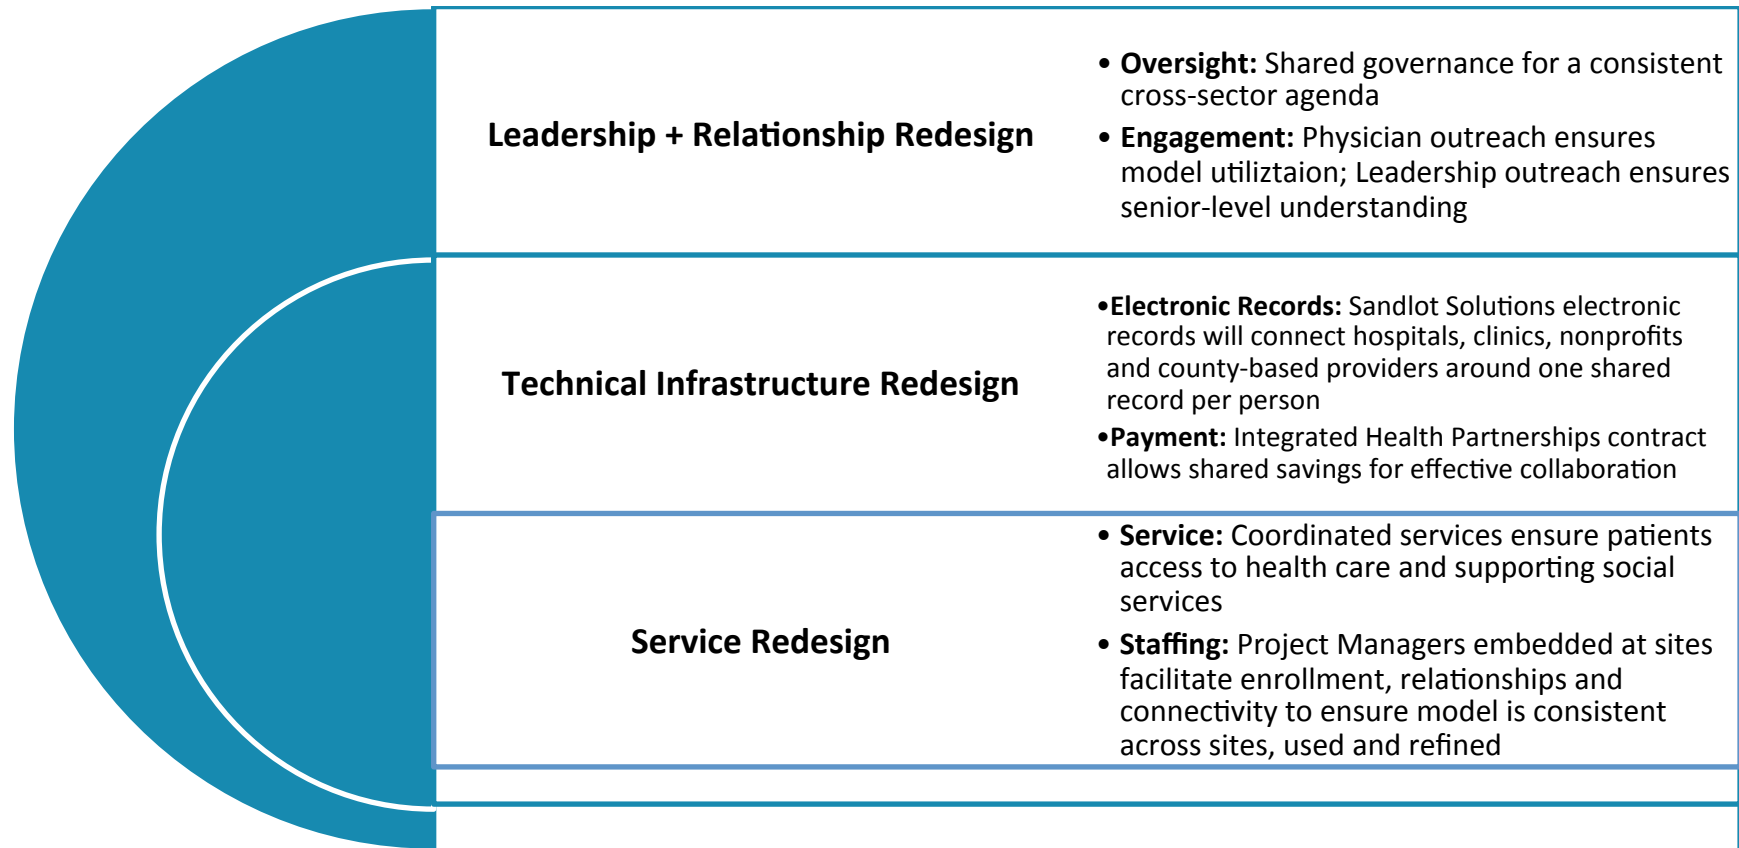 Leadership + Relationship Redesign
• Oversight: Shared governance for a consistent
cross-sector agenda
• Engagement: Physician outreach ensures
model utiliztaion; Leadership outreach ensures
senior-level understanding
Technical Infrastructure Redesign
•Electronic Records: Sandlot Solutions electronic
records will connect hospitals, clinics, nonprofits
and county-based providers around one shared
record per person
•Payment: Integrated Health Partnerships contract
allows shared savings for effective collaboration
Service Redesign
• Service: Coordinated services ensure patients
access to health care and supporting social
services
• Staffing: Project Managers embedded at sites
facilitate enrollment, relationships and
connectivity to ensure model is consistent
across sites, used and refined